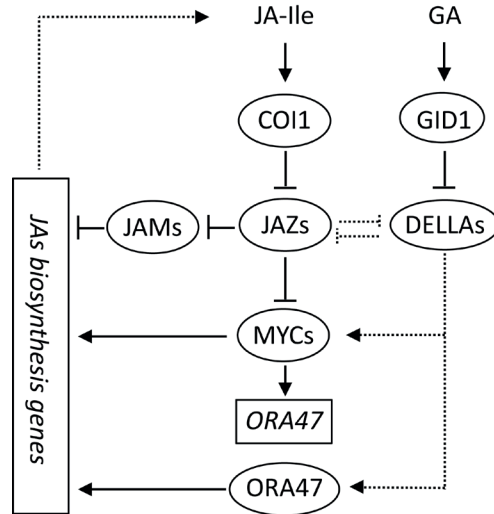 JA-Ile
GA
COI1
GID1
JAMs
JAZs
DELLAs
JAs biosynthesis genes
MYCs
ORA47
ORA47